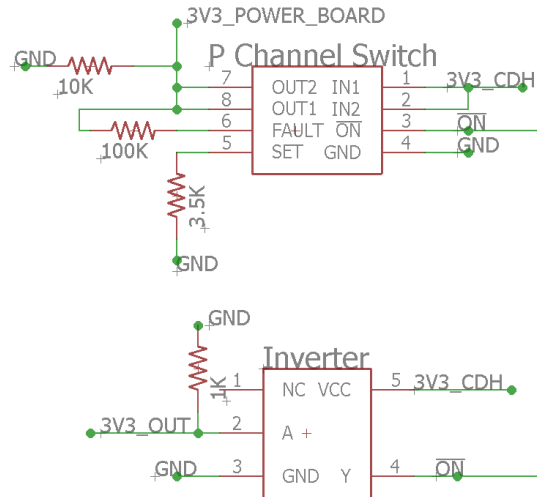 3V3_POWER_BOARD
GND
P Channel Switch
10K
7 OUT2 IN1 1 3V3_CDH
8 OUT1 IN2 2
100K
6 FAULT ON 3 ON
5 SET GND 4 GND
3.5K
GND
GND
Inverter
1K
1 NC VCC 5 3V3_CDH
3V3_OUT 2 A
GND 3 GND Y 4 ON